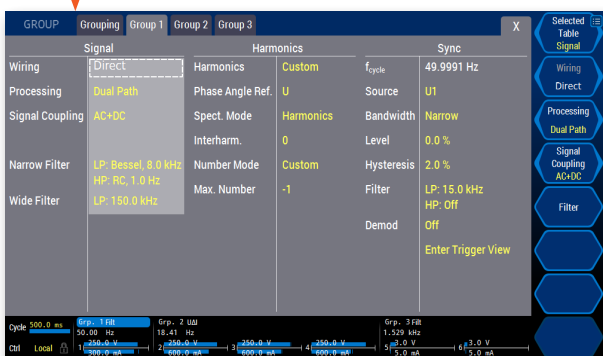 GROUP Grouping Group 1 Group 2 Group 3 X
Signal Harmonics Sync
Wiring Direct Harmonics Custom fcycle 49.9991 Hz
Processing Dual Path Phase Angle Ref. U Source U1
Signal Coupling AC+DC Spect. Mode Harmonics Bandwidth Narrow
Interharm. 0 Level 0.0 %
Narrow Filter LP: Bessel, 8.0 kHz Number Mode Custom Hysteresis 2.0 %
HP: RC, 1.0 Hz
Wide Filter LP: 150.0 kHz Max. Number -1 Filter LP: 15.0 kHz
HP: Off
Demod Off
Enter Trigger View
Selected
Table
Signal
Wiring
Direct
Processing
Dual Path
Signal
Coupling
AC+DC
Filter
Cycle 500.0 ms Grp. 1 Filt Grp. 2 UΔI Grp. 3 Filt
50.00 Hz 18.41 Hz 1.529 kHz
Ctrl Local 1 250.0 V 2 250.0 V 3 250.0 V 4 250.0 V 5 3.0 V 6 3.0 V
300.0 mA 600.0 mA 600.0 mA 600.0 mA 5.0 mA 5.0 mA